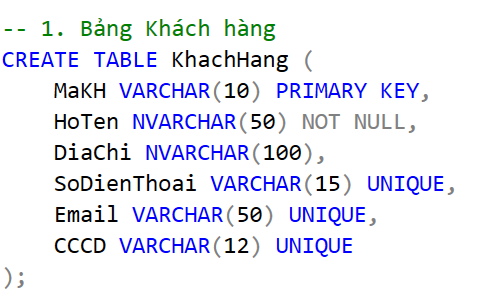 -- 1. Bảng Khách hàng
CREATE TABLE KhachHang (
    MaKH VARCHAR(10) PRIMARY KEY,
    HoTen NVARCHAR(50) NOT NULL,
    DiaChi NVARCHAR(100),
    SoDienThoai VARCHAR(15) UNIQUE,
    Email VARCHAR(50) UNIQUE,
    CCCD VARCHAR(12) UNIQUE
);